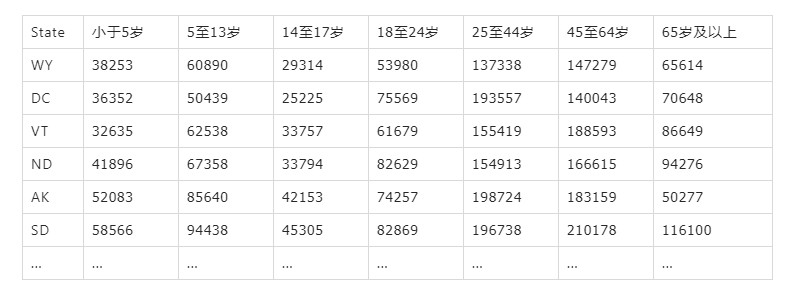 State 小于5岁 5至13岁 14至17岁 18至24岁 25至44岁 45至64岁 65岁及以上
WY 38253 60890 29314 53980 137338 147279 65614
DC 36352 50439 25225 75569 193557 140043 70648
VT 32635 62538 33757 61679 155419 188593 86649
ND 41896 67358 33794 82629 154913 166615 94276
AK 52083 85640 42153 74257 198724 183159 50277
SD 58566 94438 45305 82869 196738 210178 116100
... ... ... ... ... ... ... ...